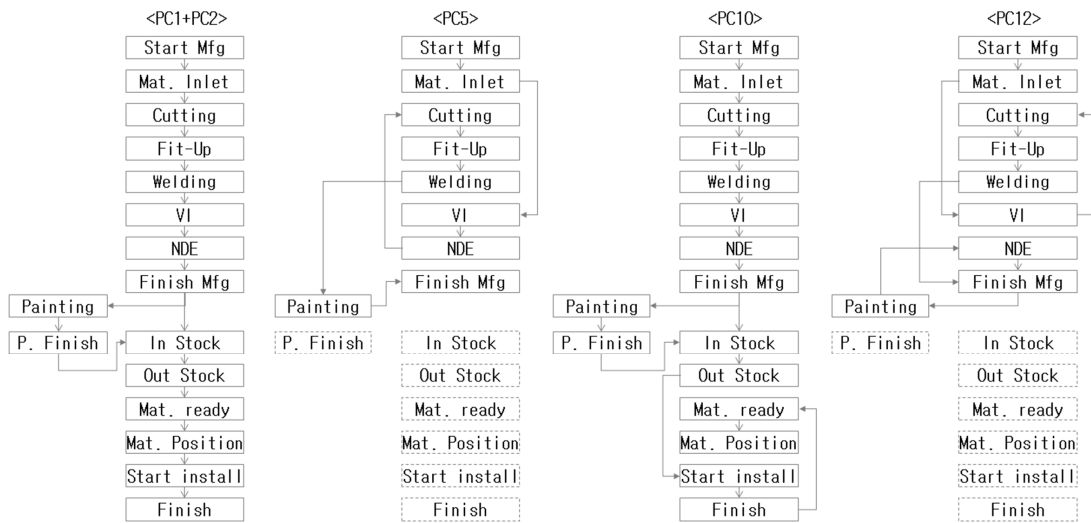 <PC1+PC2>
Start Mfg
Mat. Inlet
Cutting
Fit-Up
Welding
VI
NDE
Finish Mfg
Painting
P. Finish
In Stock
Out Stock
Mat. ready
Mat. Position
Start install
Finish
<PC5>
Start Mfg
Mat. Inlet
Cutting
Fit-Up
Welding
VI
NDE
Finish Mfg
Painting
P. Finish
In Stock
Out Stock
Mat. ready
Mat. Position
Start install
Finish
<PC10>
Start Mfg
Mat. Inlet
Cutting
Fit-Up
Welding
VI
NDE
Finish Mfg
Painting
P. Finish
In Stock
Out Stock
Mat. ready
Mat. Position
Start install
Finish
<PC12>
Start Mfg
Mat. Inlet
Cutting
Fit-Up
Welding
VI
NDE
Finish Mfg
Painting
P. Finish
In Stock
Out Stock
Mat. ready
Mat. Position
Start install
Finish